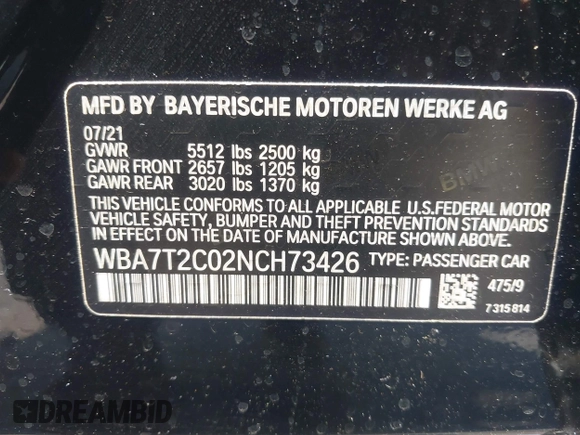 MFD BY BAYERISCHE MOTOREN WERKE AG
07/21
GVWR 5512 lbs 2500 kg
GAWR FRONT 2657 lbs 1205 kg
GAWR REAR 3020 lbs 1370 kg
THIS VEHICLE CONFORMS TO ALL APPLICABLE U.S.FEDERAL MOTOR
VEHICLE SAFETY, BUMPER AND THEFT PREVENTION STANDARDS
IN EFFECT ON THE DATE OF MANUFACTURE SHOWN ABOVE.
WBA7T2C02NCH73426 TYPE: PASSENGER CAR
475/9
7315814
BMW
DREAMBID